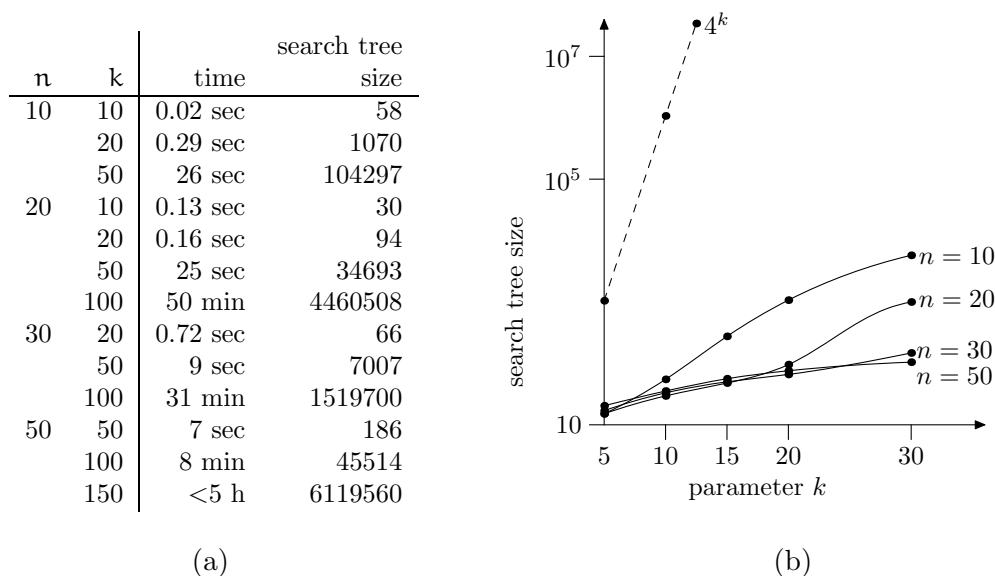 search tree
n k time size
10 10 0.02 sec 58
20 0.29 sec 1070
50 26 sec 104297
20 10 0.13 sec 30
20 0.16 sec 94
50 25 sec 34693
100 50 min 4460508
30 20 0.72 sec 66
50 9 sec 7007
100 31 min 1519700
50 50 7 sec 186
100 8 min 45514
150 <5 h 6119560
(a)
4^k
10^7
10^5
search tree size
n = 10
n = 20
n = 30
n = 50
10
5 10 15 20 30
parameter k
(b)